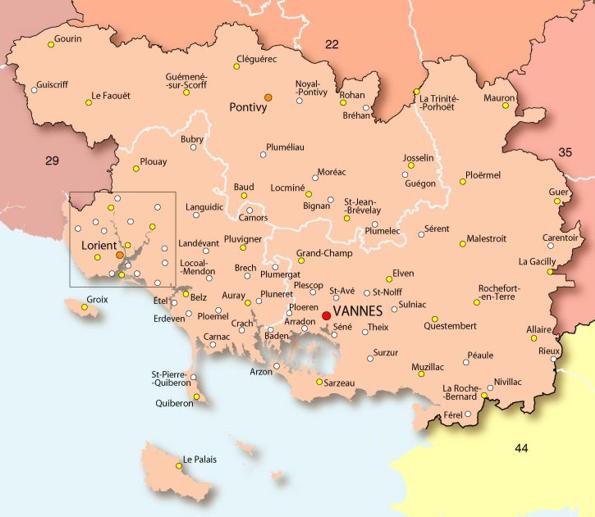 Gourin
22
Cléguérec
Guiscriff
Guémené-
-sur-Scorff
Noyal-
-Pontivy
Rohan
Le Faouët
Pontivy
Bréhan
La Trinité-
-Porhoët
Mauron
Bubry
Pluméliau
29
35
Plouay
Josselin
Moréac
Guégon
Ploërmel
Baud
Locminé
Bignan
St-Jean-
-Brévelay
Guer
Languidic
Camors
Plumelec
Sérent
Lorient
Landévant
Pluvigner
Malestroit
Carentoir
Grand-Champ
La Gacilly
Locoal-
-Mendon
Brech
Plumergat
Elven
Plescop
St-Avé
St-Nolff
Rochefort-
-en-Terre
Groix
Etel
Belz
Auray
Pluneret
Ploeren
Sulniac
Erdeven
Ploemel
Arradon
VANNES
Crach
Baden
Séné
Theix
Questembert
Allaire
Carnac
Rieux
Surzur
Péaule
St-Pierre-
-Quiberon
Arzon
Muzillac
Sarzeau
La Roche-
-Bernard
Nivillac
Quiberon
Férel
44
Le Palais